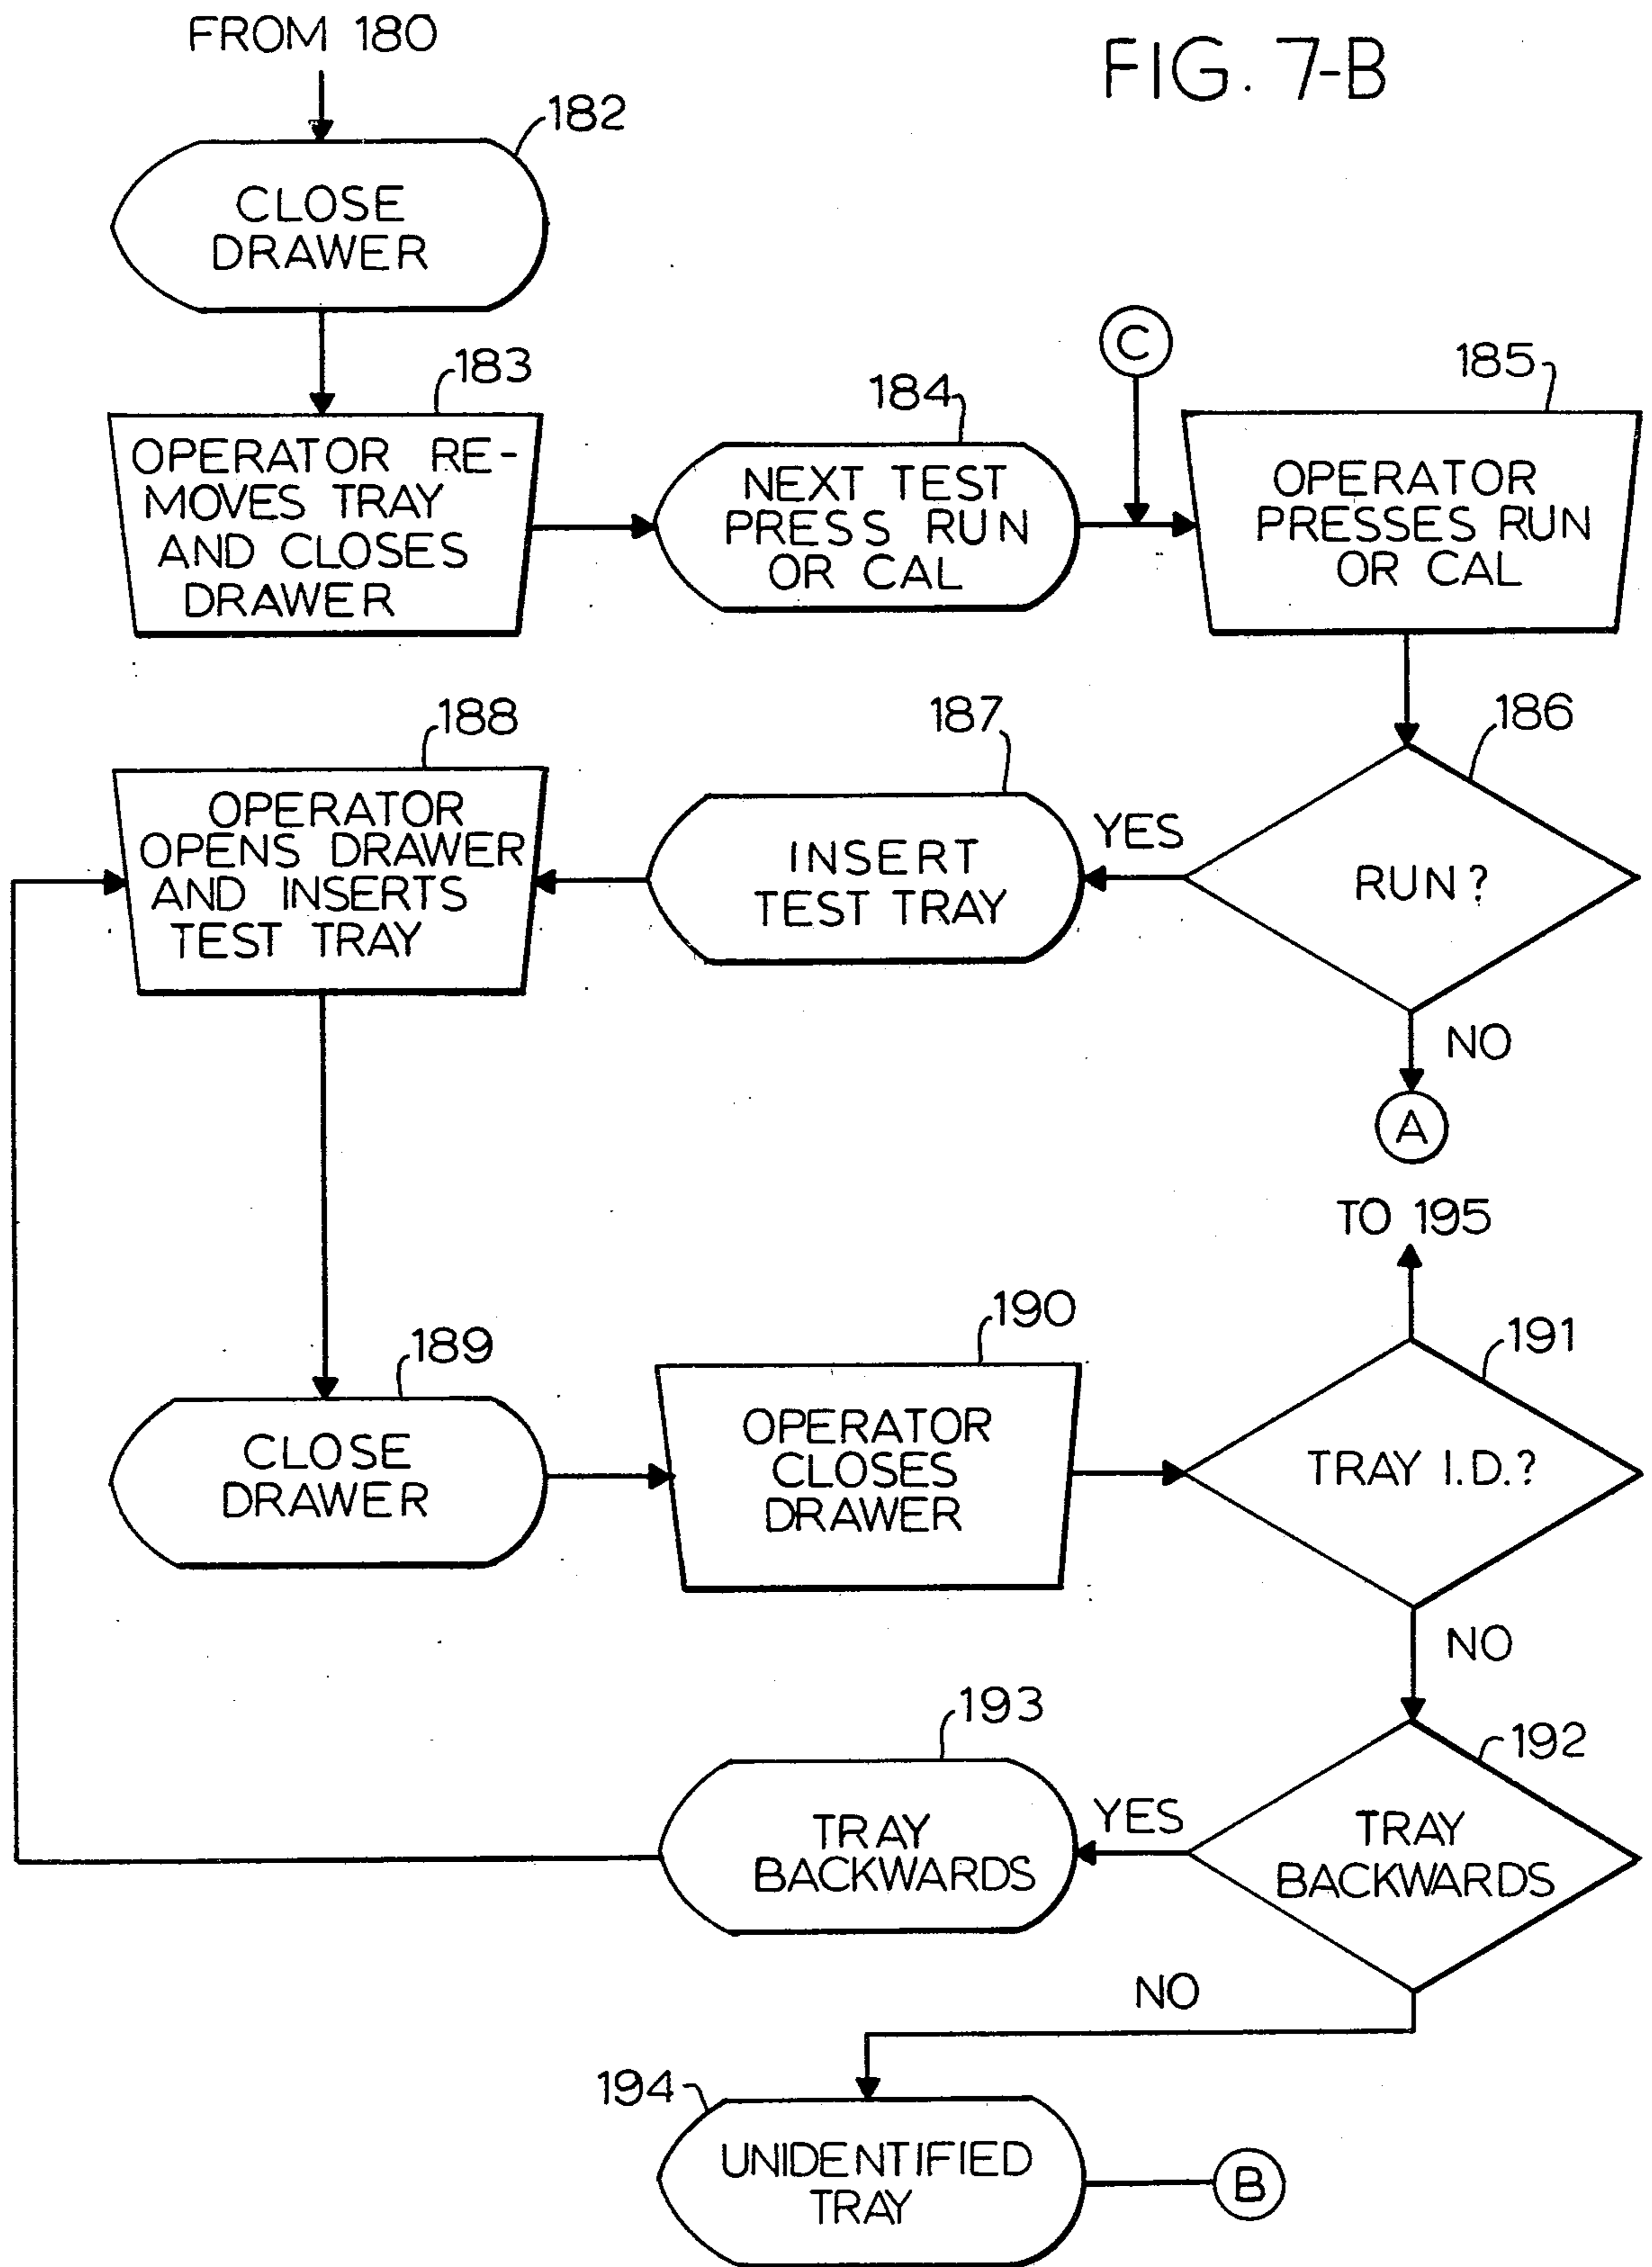 FROM 180
FIG. 7-B
182
CLOSE
DRAWER
183
OPERATOR RE-
MOVES TRAY
AND CLOSES
DRAWER
184
NEXT TEST
PRESS RUN
OR CAL
C
185
OPERATOR
PRESSES RUN
OR CAL
186
RUN?
YES
NO
A
187
INSERT
TEST TRAY
188
OPERATOR
OPENS DRAWER
AND INSERTS
TEST TRAY
189
CLOSE
DRAWER
190
OPERATOR
CLOSES
DRAWER
TO 195
191
TRAY I.D.?
NO
192
TRAY
BACKWARDS
YES
193
TRAY
BACKWARDS
NO
194
UNIDENTIFIED
TRAY
B